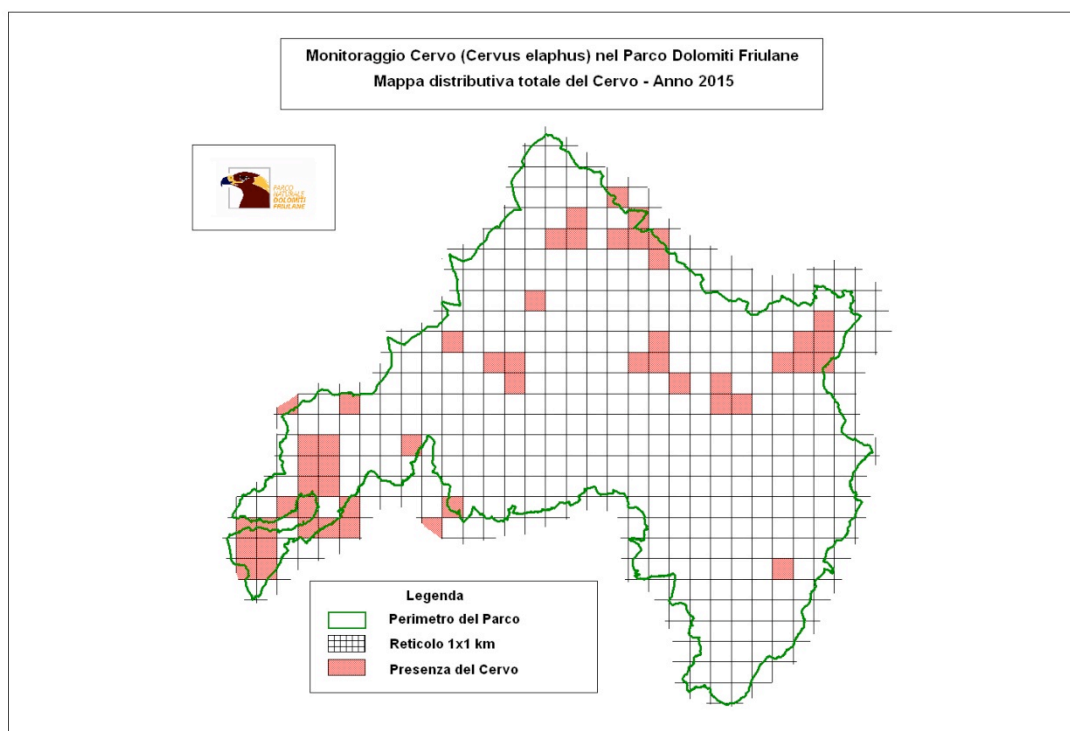 Monitoraggio Cervo (Cervus elaphus) nel Parco Dolomiti Friulane
Mappa distributiva totale del Cervo - Anno 2015
PARCO
NATURALE
DOLOMITI
FRIULANE
Legenda
Perimetro del Parco
Reticolo 1x1 km
Presenza del Cervo